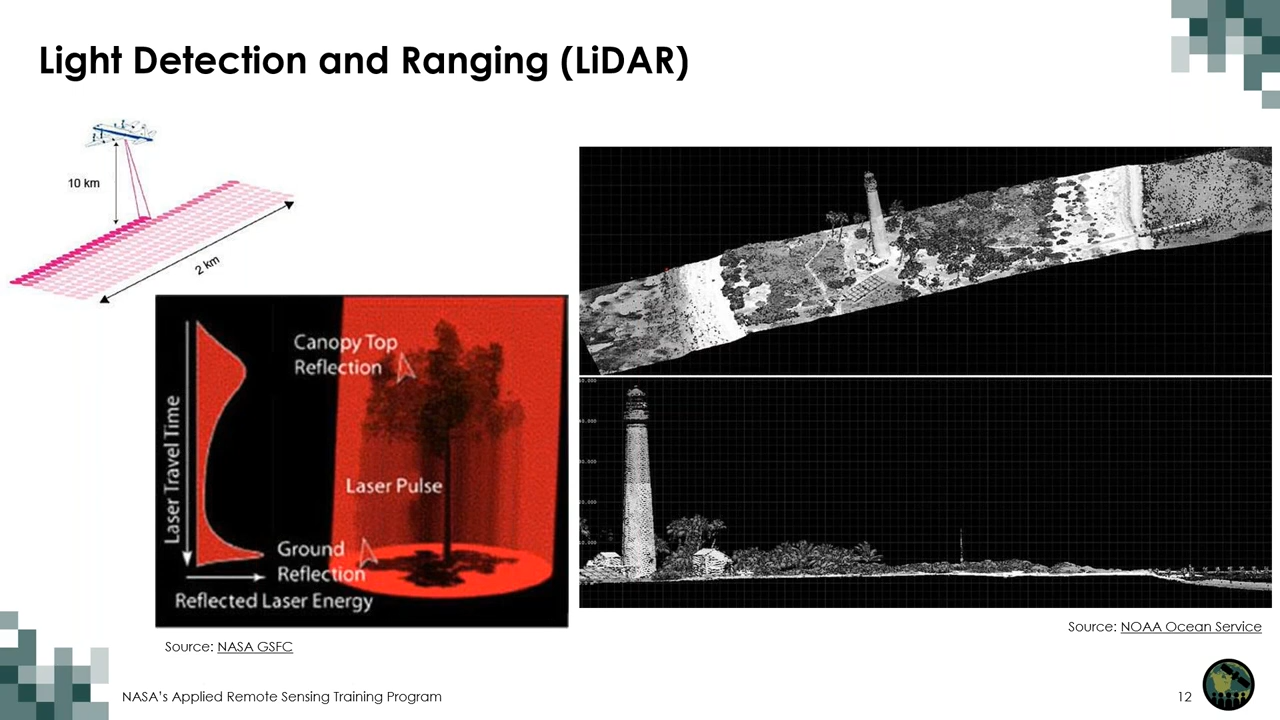 Light Detection and Ranging (LiDAR)
10 km
2 km
Canopy Top
Reflection
Laser Travel Time
Laser Pulse
Ground
Reflection
Reflected Laser Energy
Source: NASA GSFC
Source: NOAA Ocean Service
NASA's Applied Remote Sensing Training Program
12